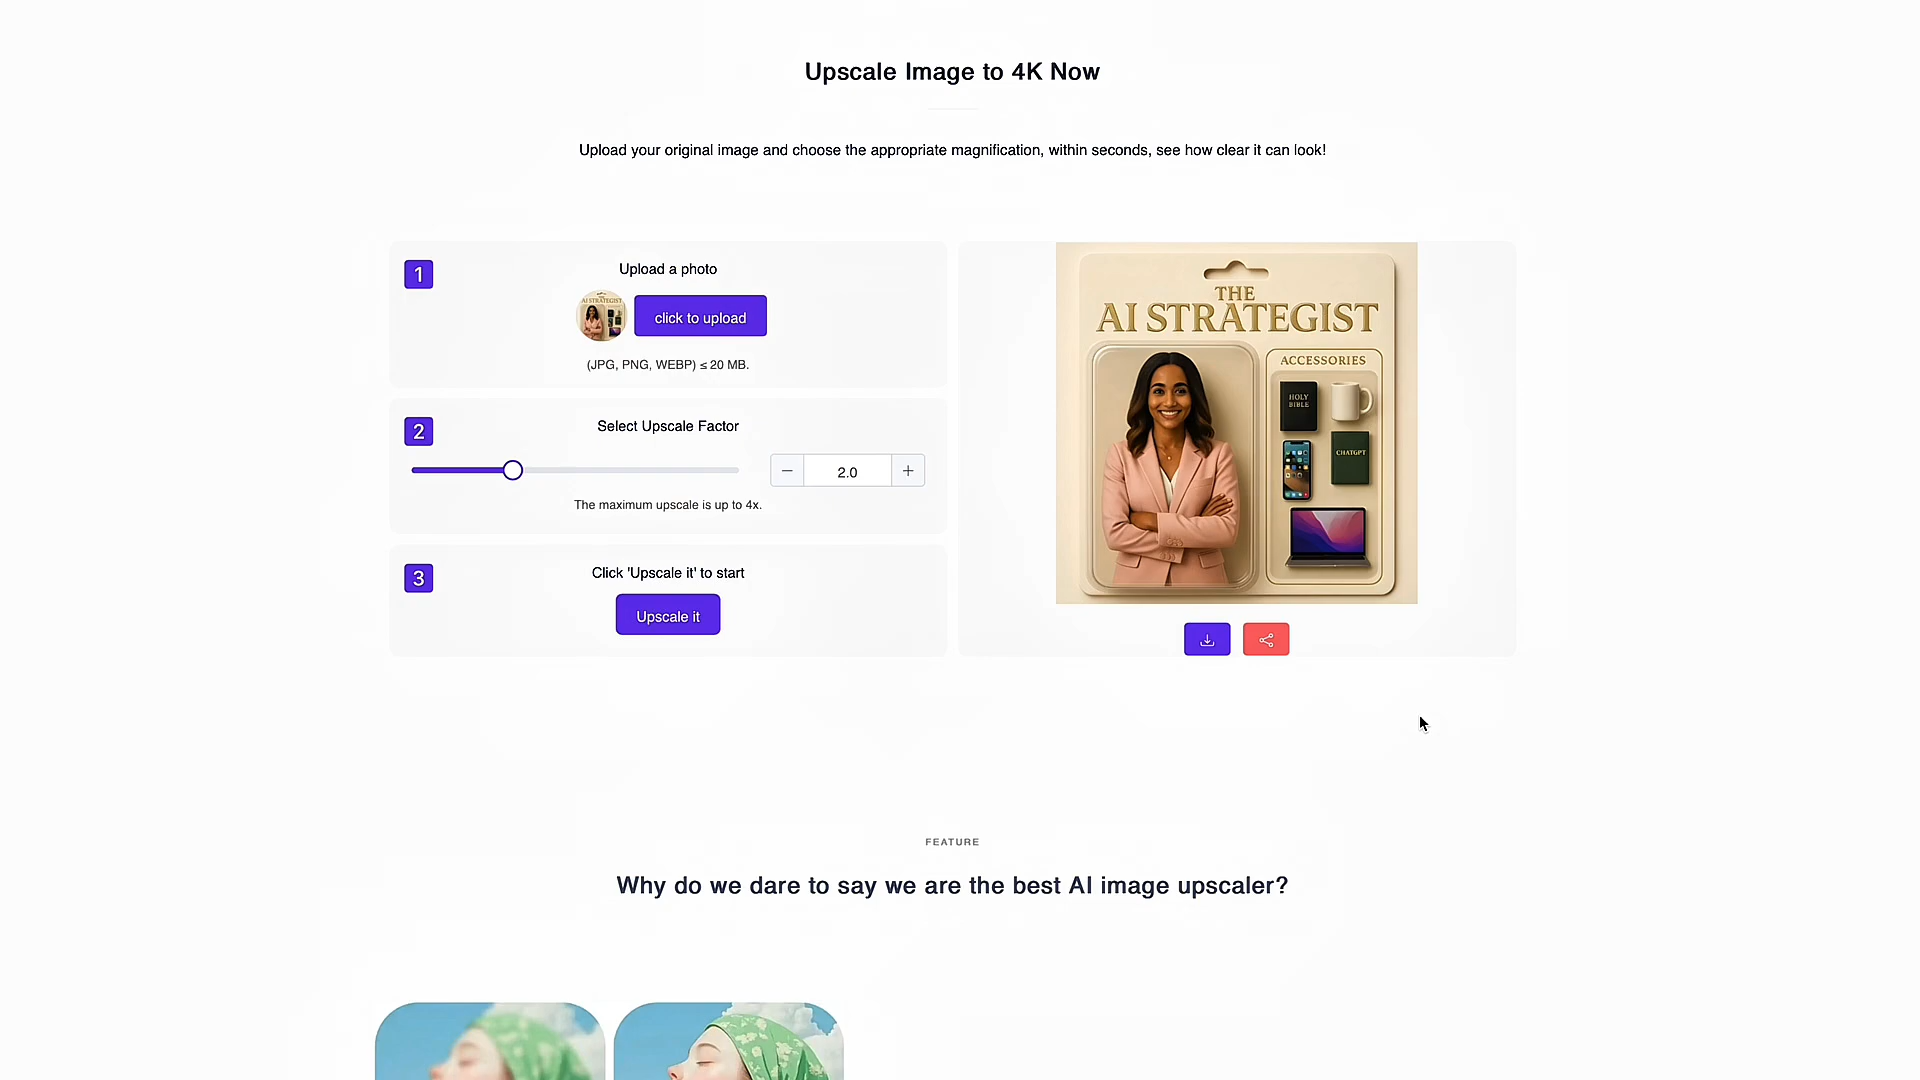 Upscale Image to 4K Now
Upload your original image and choose the appropriate magnification, within seconds, see how clear it can look!
1
Upload a photo
AI STRATEGIST
click to upload
(JPG, PNG, WEBP) ≤ 20 MB.
2
Select Upscale Factor
2.0
The maximum upscale is up to 4x.
3
Click 'Upscale it' to start
Upscale it
THE
AI STRATEGIST
ACCESSORIES
HOLY
BIBLE
CHATGPT
FEATURE
Why do we dare to say we are the best AI image upscaler?